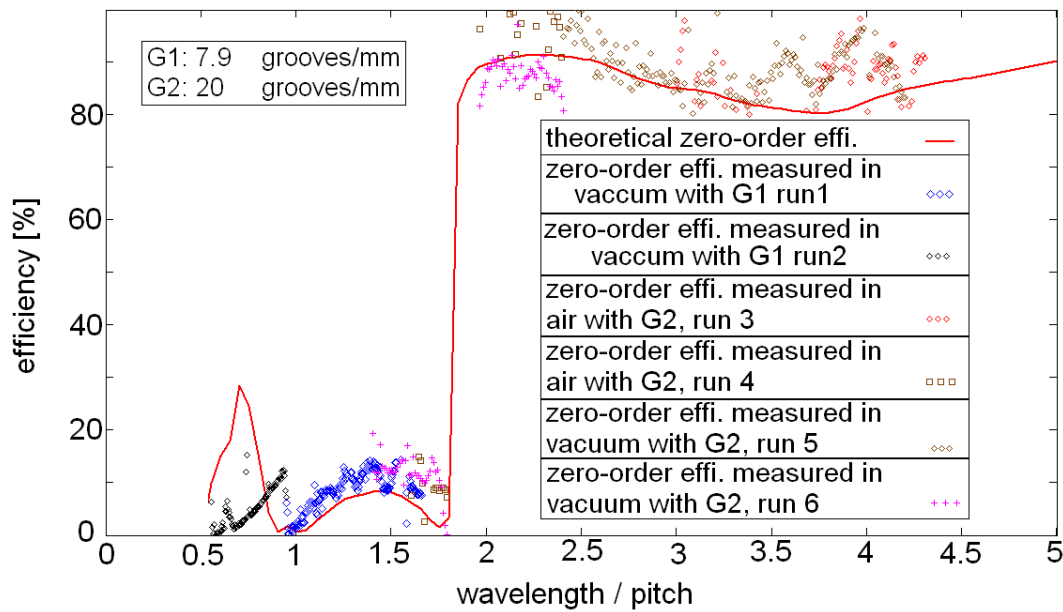 G1: 7.9 grooves/mm
G2: 20 grooves/mm
80
60
40
20
0
efficiency [%]
theoretical zero-order effi.
zero-order effi. measured in
vaccum with G1 run1
zero-order effi. measured in
vaccum with G1 run2
zero-order effi. measured in
air with G2, run 3
zero-order effi. measured in
air with G2, run 4
zero-order effi. measured in
vacuum with G2, run 5
zero-order effi. measured in
vacuum with G2, run 6
0 0.5 1 1.5 2 2.5 3 3.5 4 4.5 5
wavelength / pitch